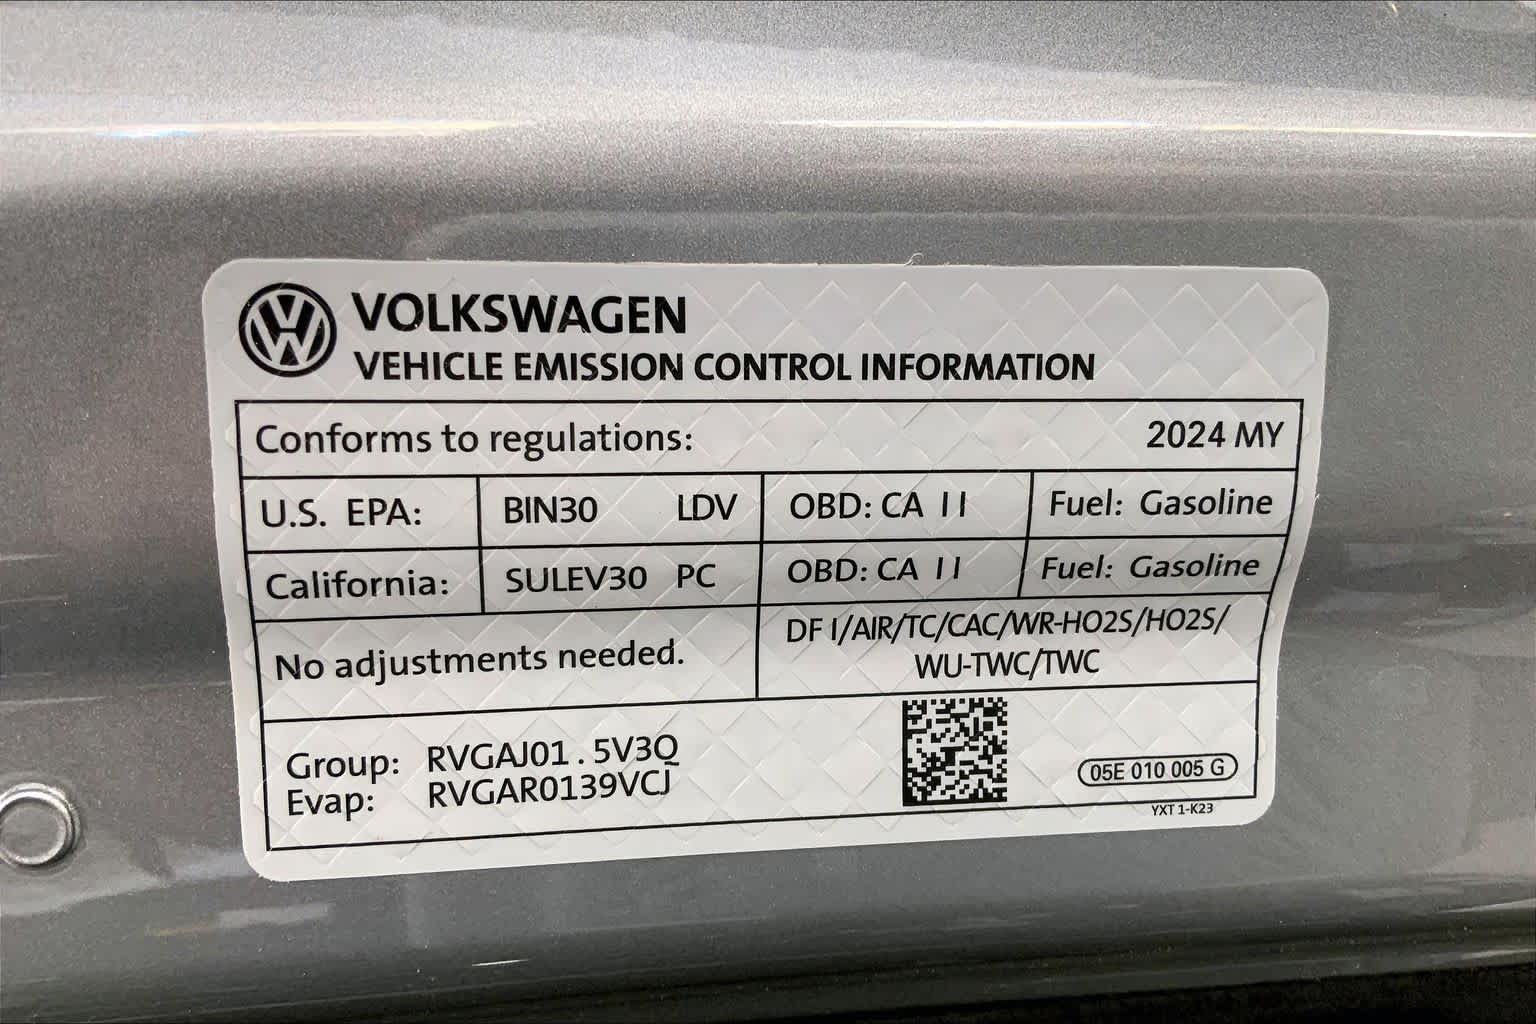 VOLKSWAGEN
VEHICLE EMISSION CONTROL INFORMATION
Conforms to regulations: 2024 MY
U.S. EPA: BIN30 LDV OBD: CA II Fuel: Gasoline
California: SULEV30 PC OBD: CA II Fuel: Gasoline
No adjustments needed.
DFI/AIR/TC/CAC/WR-HO2S/HO2S/
WU-TWC/TWC
Group: RVGAJ01.5V3Q
Evap: RVGAR0139VCJ
05E 010 005 G
YXT 1-K23